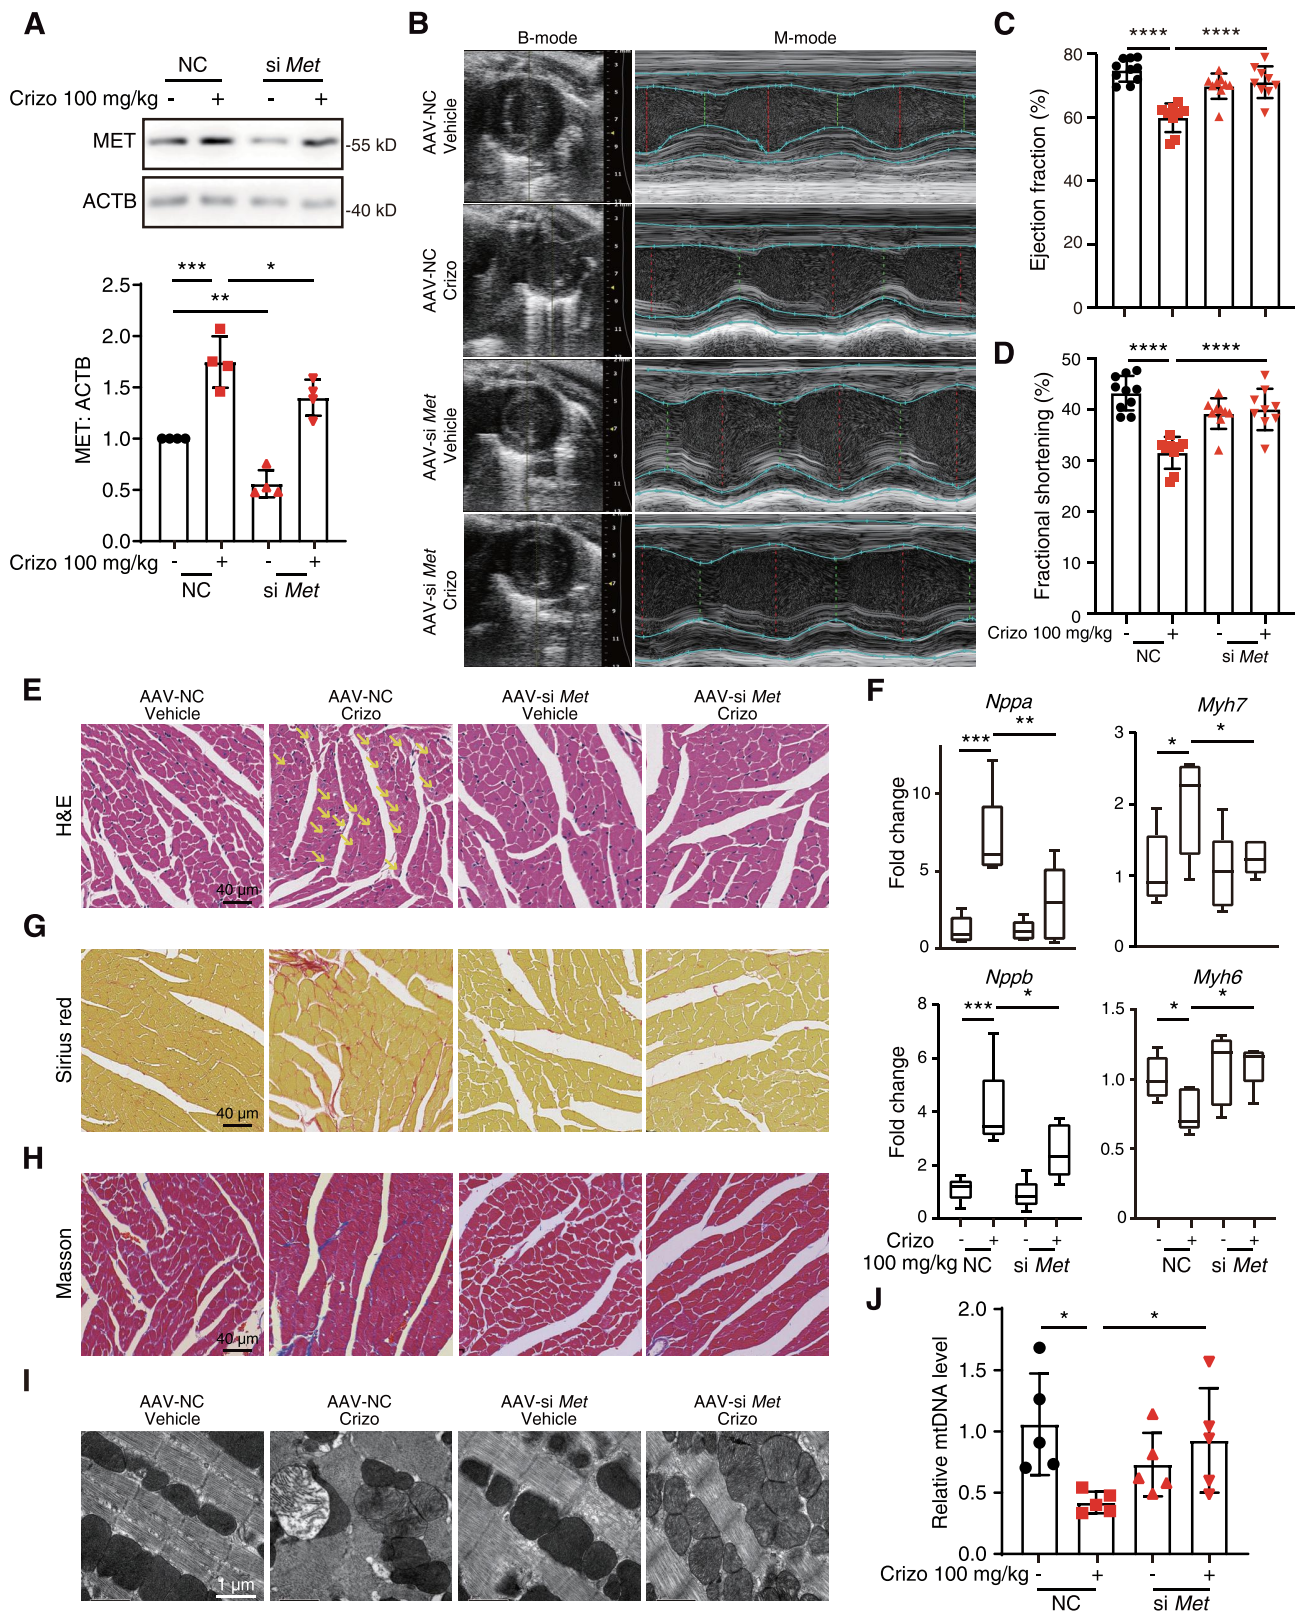 A
NC
si Met
Crizo 100 mg/kg
-
+
-
+
MET
-55 kD
ACTB
-40 kD
***
*
**
MET: ACTB
2.5
2.0
1.5
1.0
0.5
0.0
Crizo 100 mg/kg
-
+
-
+
NC
si Met
B
B-mode
M-mode
AAV-NC
Vehicle
AAV-NC
Crizo
AAV-si Met
Vehicle
AAV-si Met
Crizo
C
****
****
Ejection fraction (%)
80
60
40
20
0
D
****
****
Fractional shortening (%)
50
40
30
20
10
0
Crizo 100 mg/kg
-
+
-
+
NC
si Met
E
AAV-NC
Vehicle
AAV-NC
Crizo
AAV-si Met
Vehicle
AAV-si Met
Crizo
H&E
40 µm
F
Nppa
***
**
Fold change
10
5
0
Myh7
*
*
3
2
1
0
Nppb
***
*
Fold change
8
6
4
2
0
Myh6
*
*
1.5
1.0
0.5
0
Crizo
100 mg/kg
-
+
-
+
NC
si Met
-
+
-
+
NC
si Met
G
Sirius red
40 µm
H
Masson
40 µm
I
AAV-NC
Vehicle
AAV-NC
Crizo
AAV-si Met
Vehicle
AAV-si Met
Crizo
1 µm
J
*
*
Relative mtDNA level
2.0
1.5
1.0
0.5
0.0
Crizo 100 mg/kg
-
+
-
+
NC
si Met